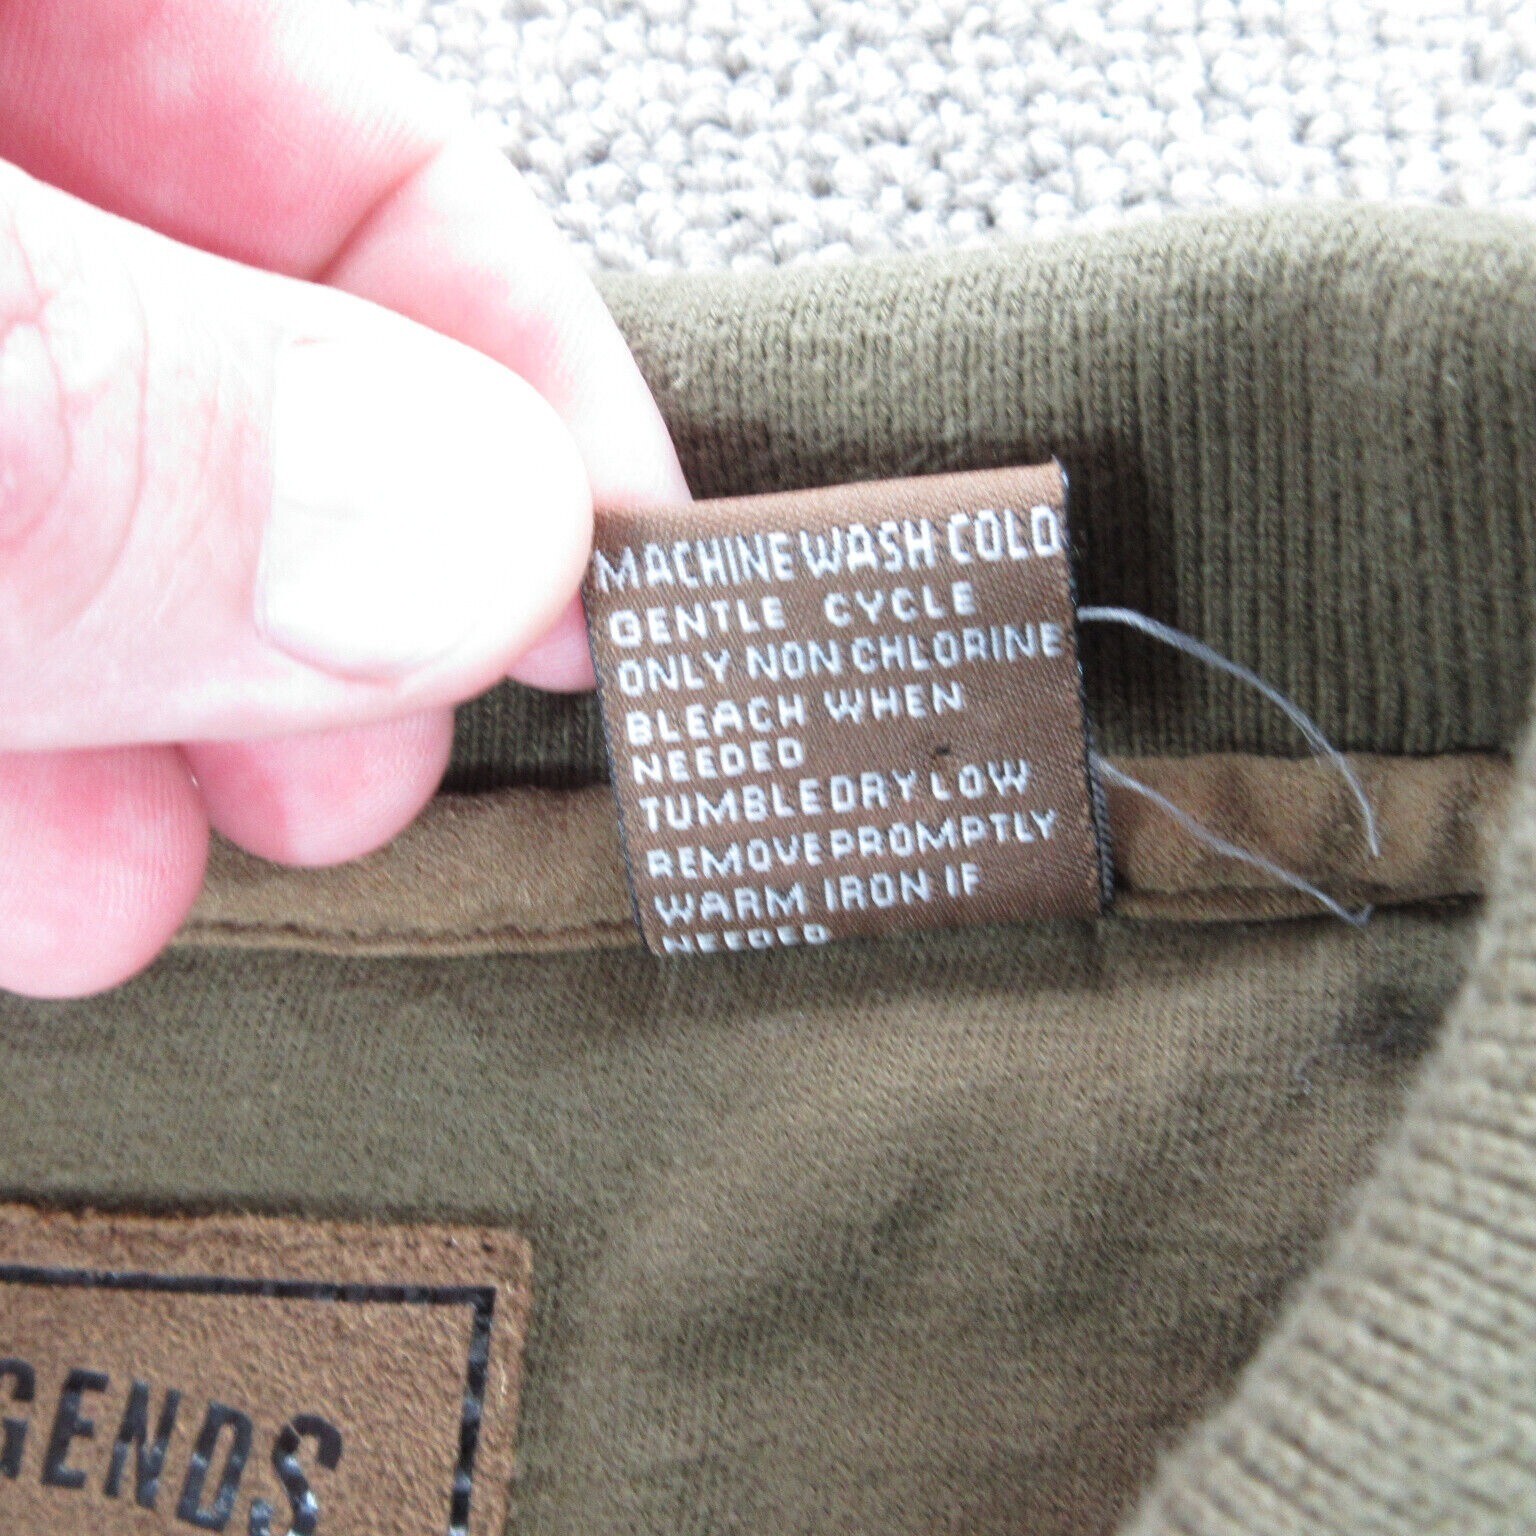 MACHINE WASH COLD
GENTLE CYCLE
ONLY NON CHLORINE
BLEACH WHEN
NEEDED
TUMBLE DRY LOW
REMOVE PROMPTLY
WARM IRON IF
NEEDED
GENDS